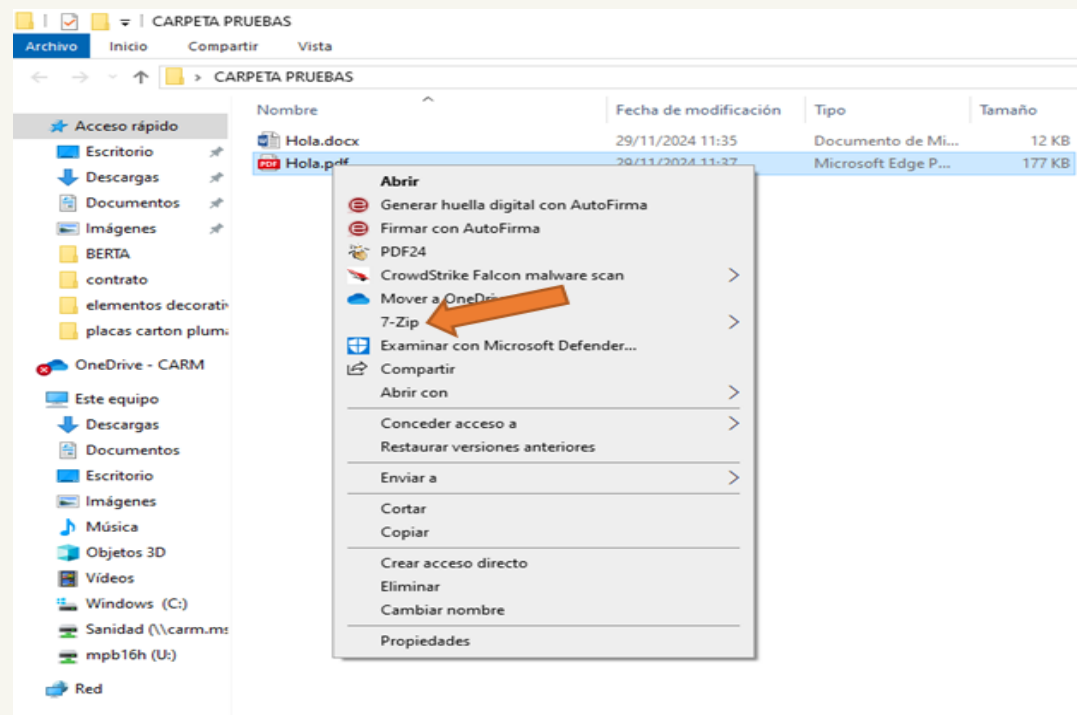 CARPETA PRUEBAS
Archivo Inicio Compartir Vista
CARPETA PRUEBAS
Nombre Fecha de modificación Tipo Tamaño
Hola.docx 29/11/2024 11:35 Documento de Mi... 12 KB
Hola.pdf 29/11/2024 11:37 Microsoft Edge P... 177 KB
Acceso rápido
Escritorio
Descargas
Documentos
Imágenes
BERTA
contrato
elementos decorativ
placas carton pluma
OneDrive - CARM
Este equipo
Descargas
Documentos
Escritorio
Imágenes
Música
Objetos 3D
Vídeos
Windows (C:)
Sanidad (\\carm.ms
mpb16h (U:)
Red
Abrir
Generar huella digital con AutoFirma
Firmar con AutoFirma
PDF24
CrowdStrike Falcon malware scan
Mover a OneDriv
7-Zip
Examinar con Microsoft Defender...
Compartir
Abrir con
Conceder acceso a
Restaurar versiones anteriores
Enviar a
Cortar
Copiar
Crear acceso directo
Eliminar
Cambiar nombre
Propiedades